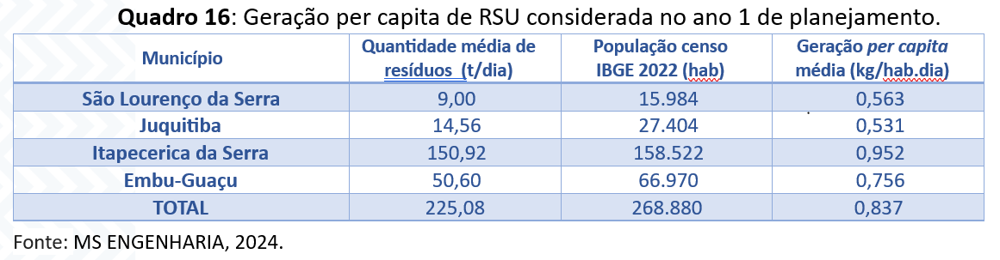 Quadro 16: Geração per capita de RSU considerada no ano 1 de planejamento.
Município Quantidade média de resíduos (t/dia) População censo IBGE 2022 (hab) Geração per capita média (kg/hab.dia)
São Lourenço da Serra 9,00 15.984 0,563
Juquitiba 14,56 27.404 0,531
Itapecerica da Serra 150,92 158.522 0,952
Embu-Guaçu 50,60 66.970 0,756
TOTAL 225,08 268.880 0,837
Fonte: MS ENGENHARIA, 2024.